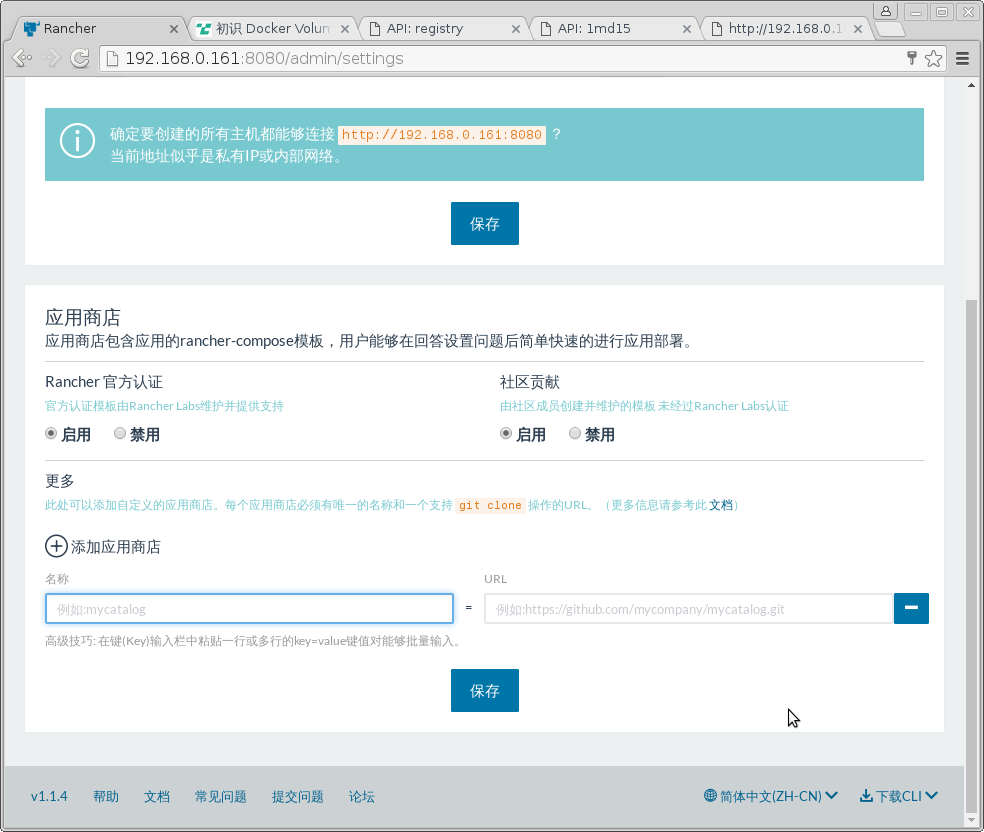 Rancher
初识 Docker Volum
API: registry
API: 1md15
http://192.168.0.1
192.168.0.161:8080/admin/settings
确定要创建的所有主机都能够连接 http://192.168.0.161:8080 ？
当前地址似乎是私有IP或内部网络。
保存
应用商店
应用商店包含应用的rancher-compose模板，用户能够在回答设置问题后简单快速的进行应用部署。
Rancher 官方认证 社区贡献
官方认证模板由Rancher Labs维护并提供支持 由社区成员创建并维护的模板 未经过Rancher Labs认证
启用 禁用 启用 禁用
更多
此处可以添加自定义的应用商店。每个应用商店必须有唯一的名称和一个支持 git clone 操作的URL。（更多信息请参考此 文档）
添加应用商店
名称 URL
例如:mycatalog = 例如:https://github.com/mycompany/mycatalog.git
高级技巧: 在键(Key)输入栏中粘贴一行或多行的key=value键值对能够批量输入。
保存
v1.1.4 帮助 文档 常见问题 提交问题 论坛 简体中文(ZH-CN) 下载CLI